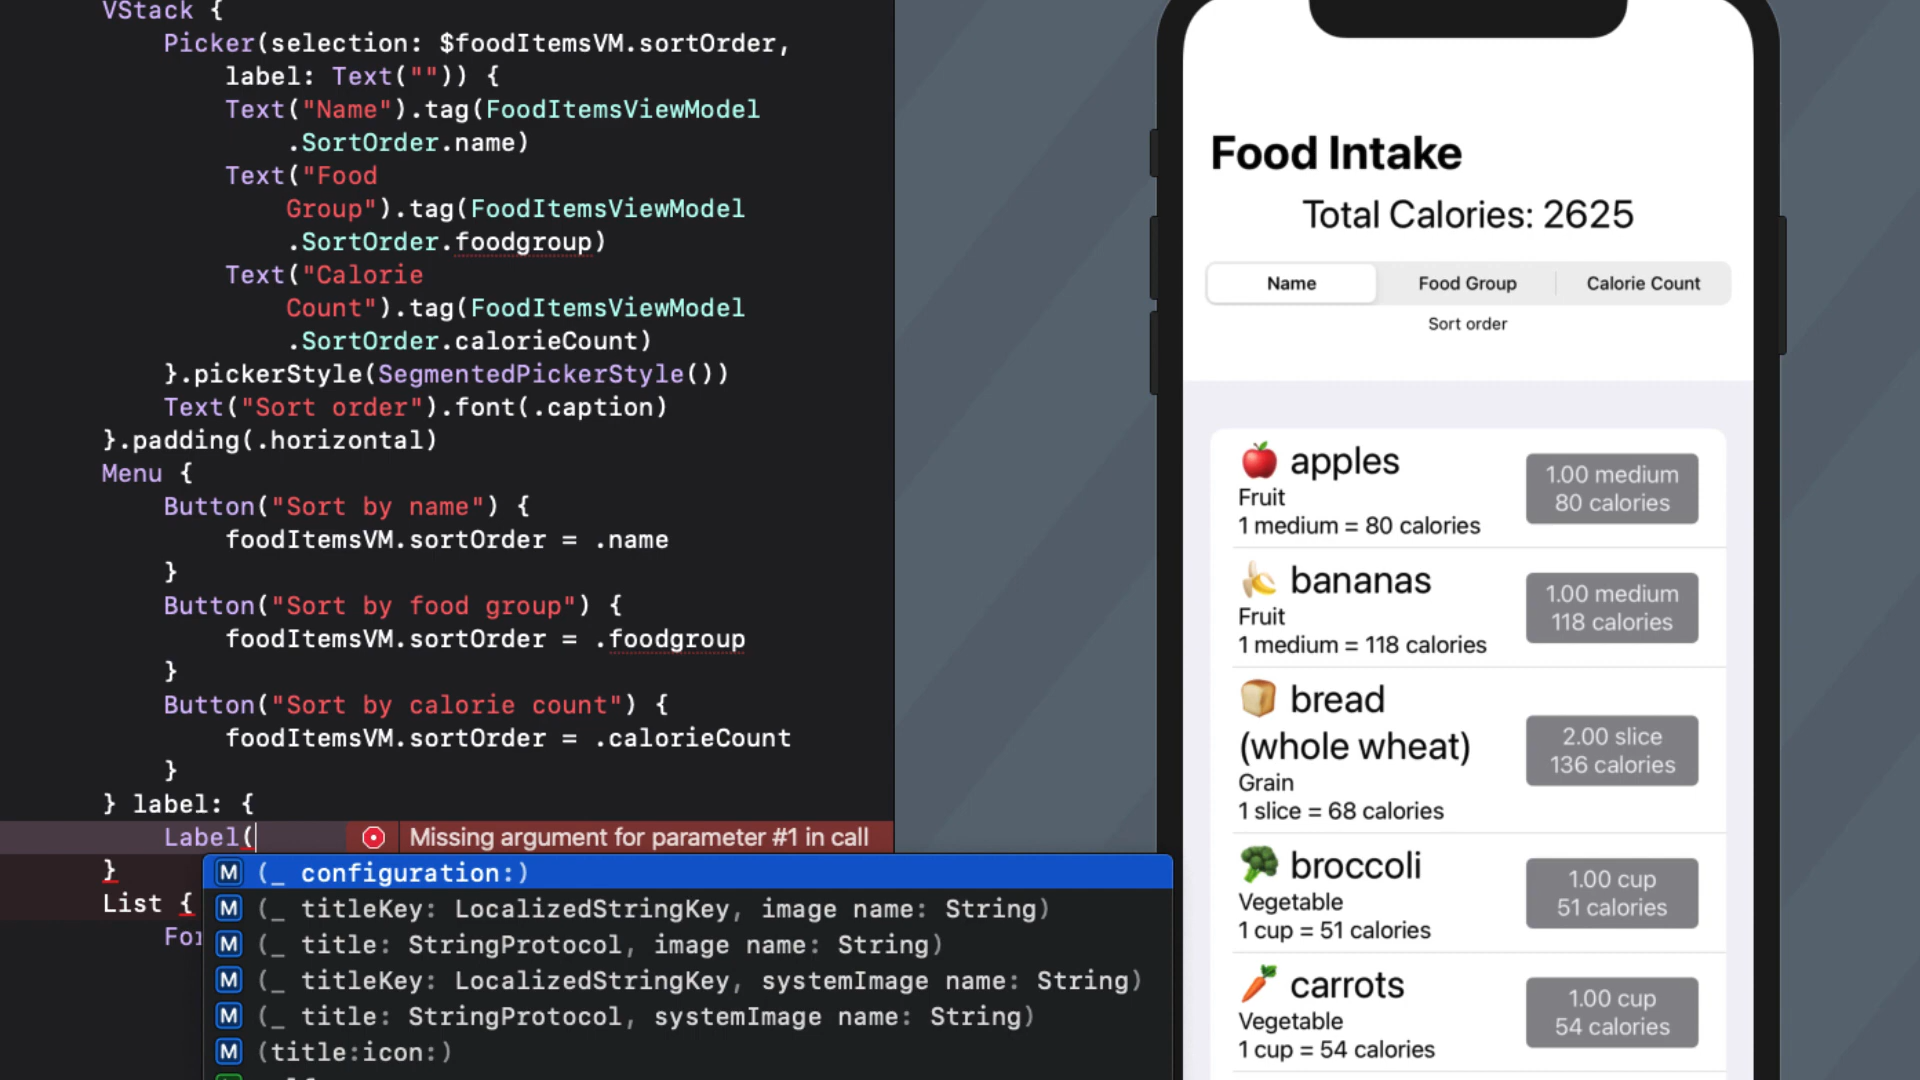 VStack {
Picker(selection: $foodItemsVM.sortOrder,
label: Text("")) {
Text("Name").tag(FoodItemsViewModel
.SortOrder.name)
Text("Food
Group").tag(FoodItemsViewModel
.SortOrder.foodgroup)
Text("Calorie
Count").tag(FoodItemsViewModel
.SortOrder.calorieCount)
}.pickerStyle(SegmentedPickerStyle())
Text("Sort order").font(.caption)
}.padding(.horizontal)
Menu {
Button("Sort by name") {
foodItemsVM.sortOrder = .name
}
Button("Sort by food group") {
foodItemsVM.sortOrder = .foodgroup
}
Button("Sort by calorie count") {
foodItemsVM.sortOrder = .calorieCount
}
} label: {
Label(
Missing argument for parameter #1 in call
}
List {
For
M (_ configuration:)
M (_ titleKey: LocalizedStringKey, image name: String)
M (_ title: StringProtocol, image name: String)
M (_ titleKey: LocalizedStringKey, systemImage name: String)
M (_ title: StringProtocol, systemImage name: String)
M (title:icon:)
Food Intake
Total Calories: 2625
Name
Food Group
Calorie Count
Sort order
apples
Fruit
1 medium = 80 calories
1.00 medium
80 calories
bananas
Fruit
1 medium = 118 calories
1.00 medium
118 calories
bread
(whole wheat)
Grain
1 slice = 68 calories
2.00 slice
136 calories
broccoli
Vegetable
1 cup = 51 calories
1.00 cup
51 calories
carrots
Vegetable
1 cup = 54 calories
1.00 cup
54 calories